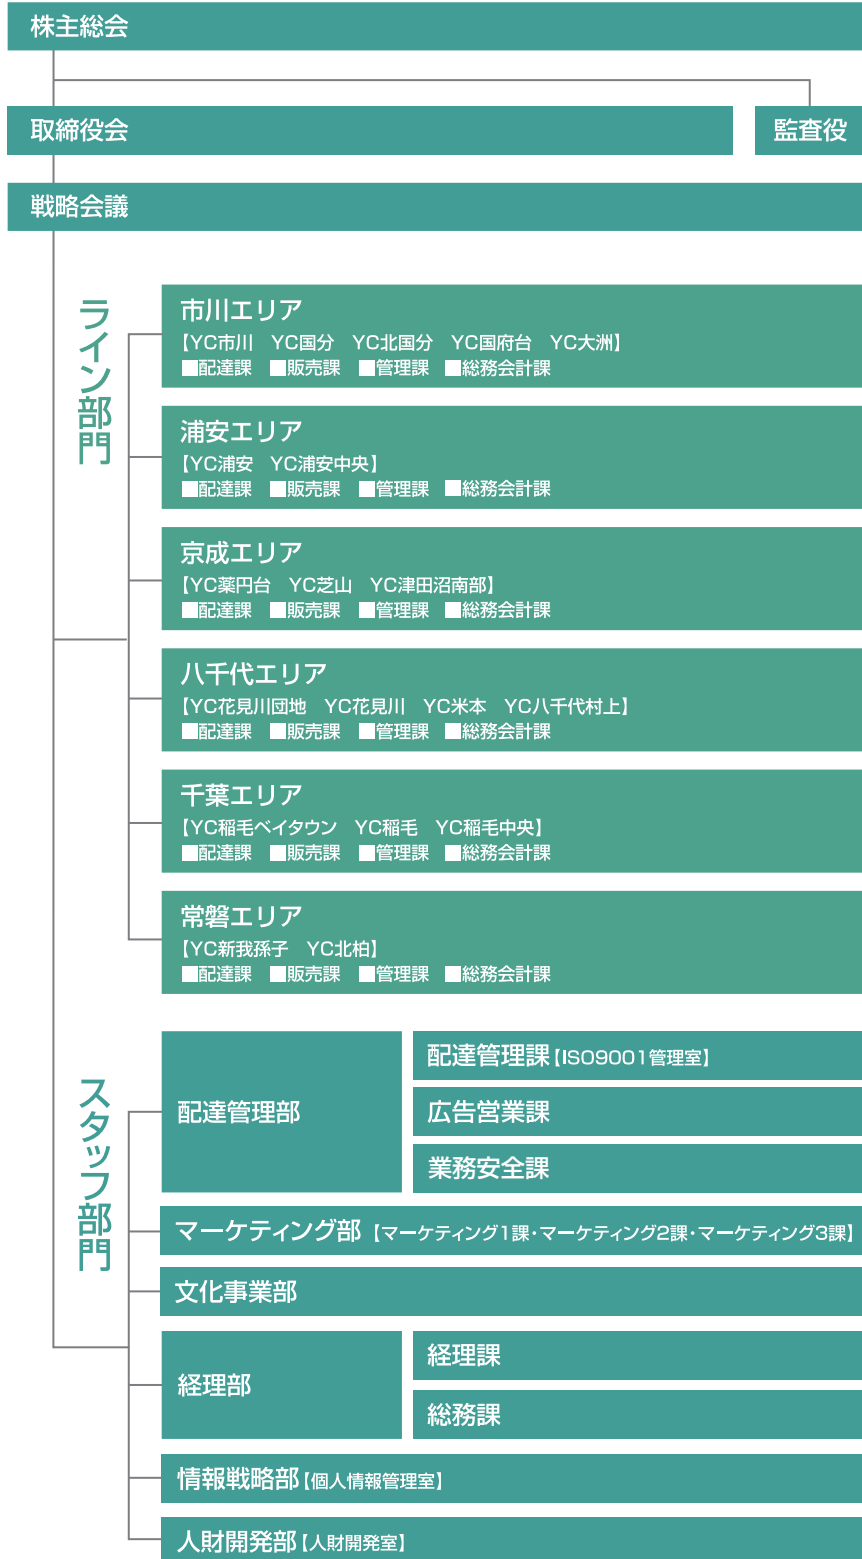 株主総会
取締役会
監査役
戦略会議
ライン部門
市川エリア
【YC市川　YC国分　YC北国分　YC国府台　YC大洲】
■配達課　■販売課　■管理課　■総務会計課
浦安エリア
【YC浦安　YC浦安中央】
■配達課　■販売課　■管理課　■総務会計課
京成エリア
【YC薬円台　YC芝山　YC津田沼南部】
■配達課　■販売課　■管理課　■総務会計課
八千代エリア
【YC花見川団地　YC花見川　YC米本　YC八千代村上】
■配達課　■販売課　■管理課　■総務会計課
千葉エリア
【YC稲毛ベイタウン　YC稲毛　YC稲毛中央】
■配達課　■販売課　■管理課　■総務会計課
常磐エリア
【YC新我孫子　YC北柏】
■配達課　■販売課　■管理課　■総務会計課
スタッフ部門
配達管理部
配達管理課【ISO9001管理室】
広告営業課
業務安全課
マーケティング部【マーケティング1課・マーケティング2課・マーケティング3課】
文化事業部
経理部
経理課
総務課
情報戦略部【個人情報管理室】
人財開発部【人財開発室】